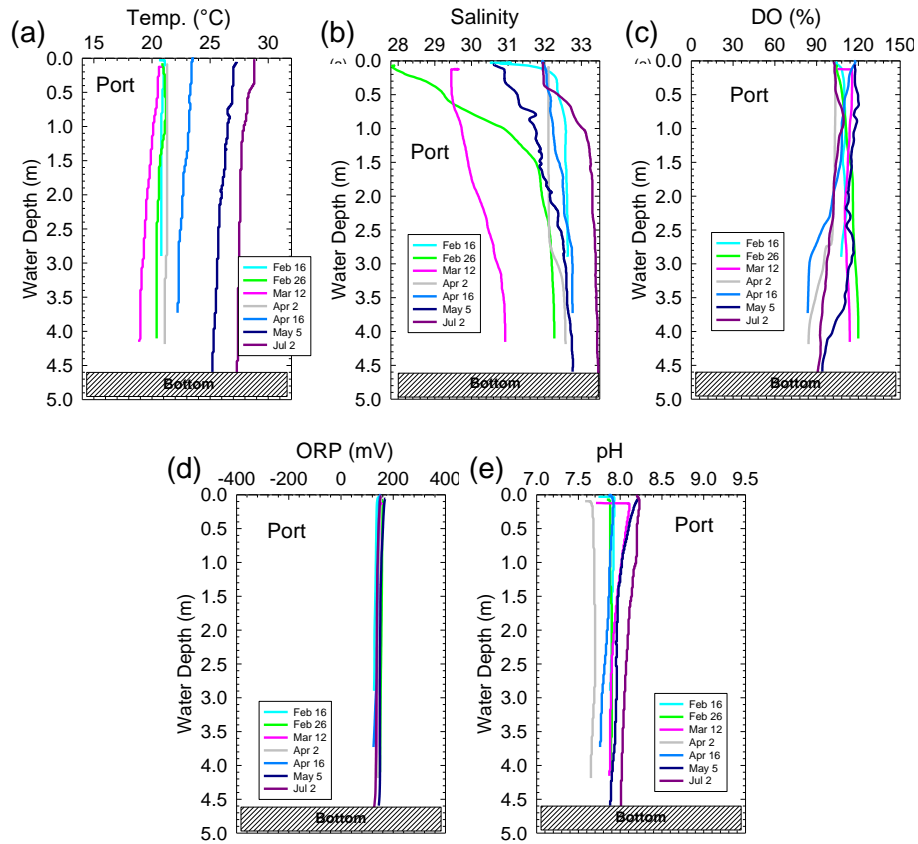 Temp. (°C)
(a)
15 20 25 30
0.0
0.5
1.0
1.5
2.0
2.5
3.0
3.5
4.0
4.5
5.0
Water Depth (m)
Port
Feb 16
Feb 26
Mar 12
Apr 2
Apr 16
May 5
Jul 2
Bottom
Salinity
(b)
28 29 30 31 32 33
0.0
0.5
1.0
1.5
2.0
2.5
3.0
3.5
4.0
4.5
5.0
Water Depth (m)
Port
Feb 16
Feb 26
Mar 12
Apr 2
Apr 16
May 5
Jul 2
Bottom
DO (%)
(c)
0 30 60 90 120 150
0.0
0.5
1.0
1.5
2.0
2.5
3.0
3.5
4.0
4.5
5.0
Water Depth (m)
Port
Feb 16
Feb 26
Mar 12
Apr 2
Apr 16
May 5
Jul 2
Bottom
ORP (mV)
(d)
-400 -200 0 200 400
0.0
0.5
1.0
1.5
2.0
2.5
3.0
3.5
4.0
4.5
5.0
Water Depth (m)
Port
Feb 16
Feb 26
Mar 12
Apr 2
Apr 16
May 5
Jul 2
Bottom
pH
(e)
7.0 7.5 8.0 8.5 9.0 9.5
0.0
0.5
1.0
1.5
2.0
2.5
3.0
3.5
4.0
4.5
5.0
Water Depth (m)
Port
Feb 16
Feb 26
Mar 12
Apr 2
Apr 16
May 5
Jul 2
Bottom